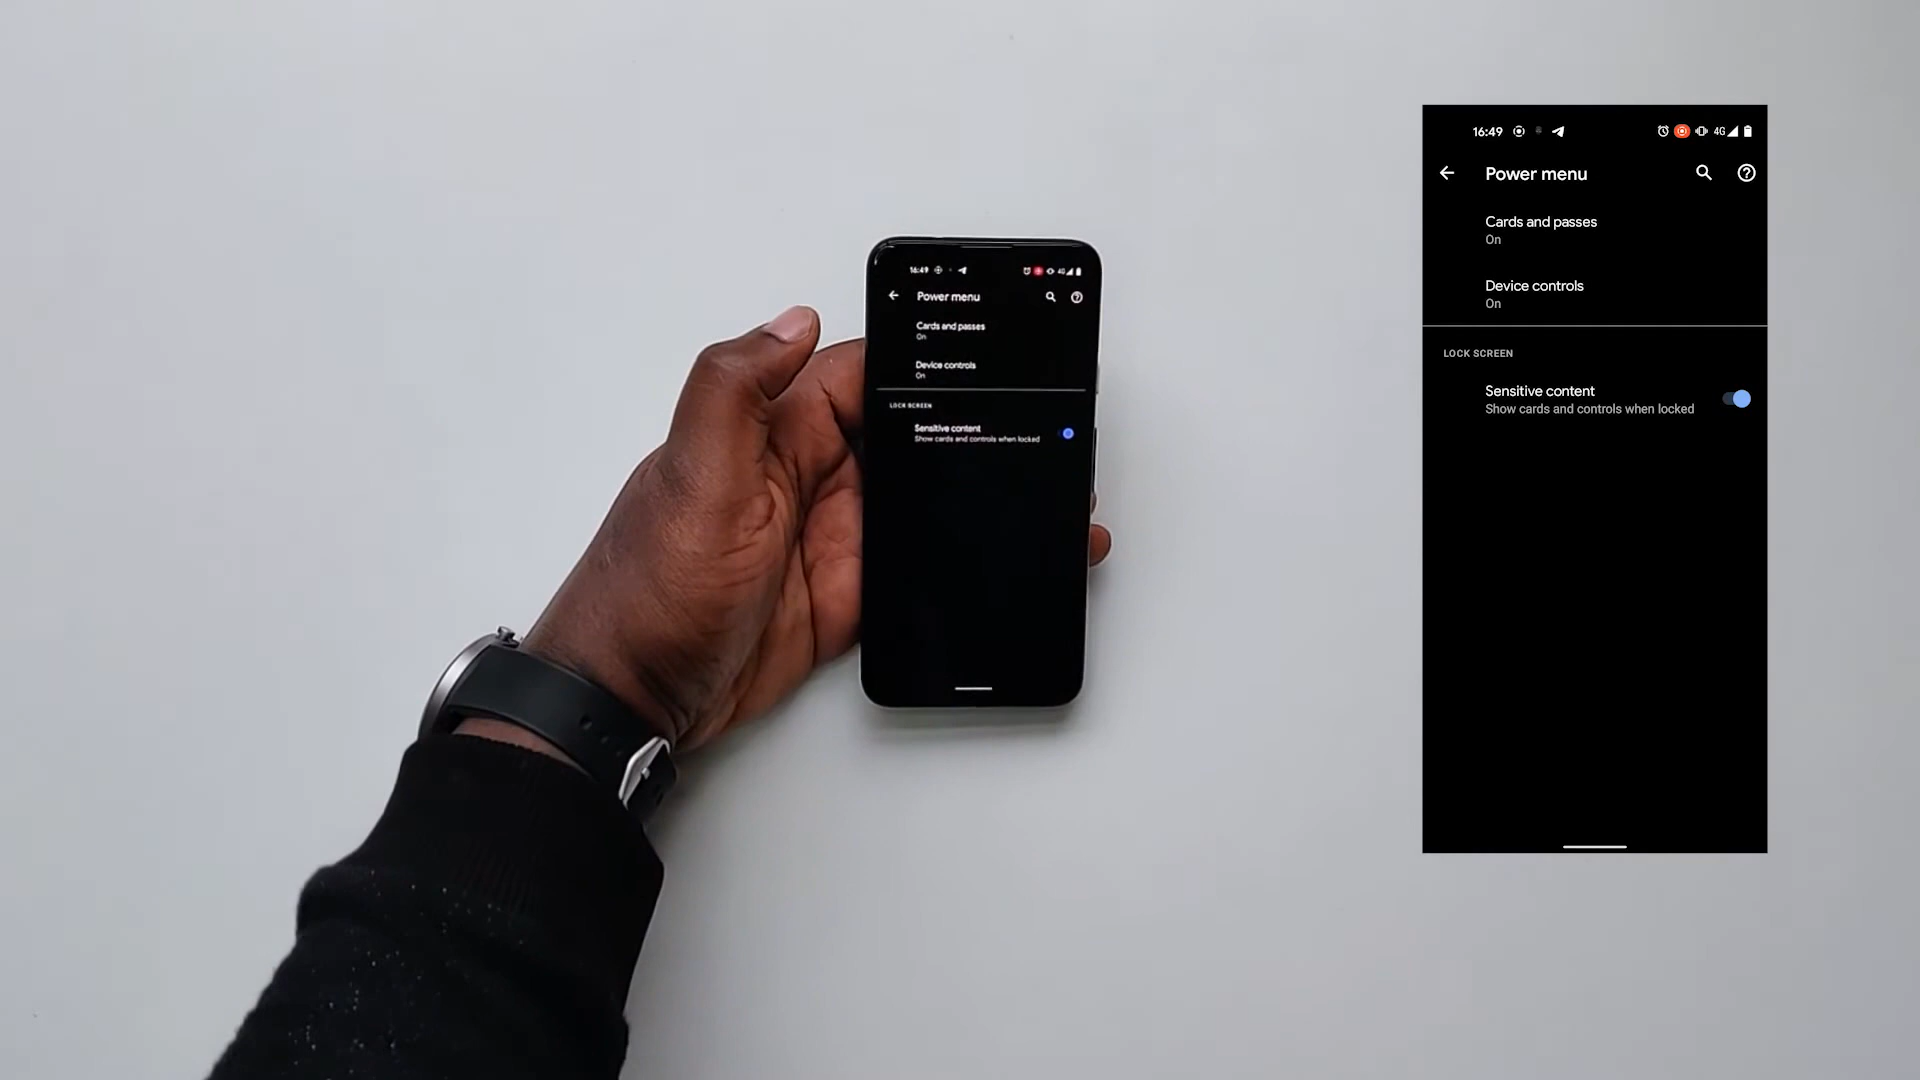 16:49 4G
Power menu
Cards and passes
On
Device controls
On
LOCK SCREEN
Sensitive content
Show cards and controls when locked
16:49 4G
Power menu
Cards and passes
On
Device controls
On
LOCK SCREEN
Sensitive content
Show cards and controls when locked